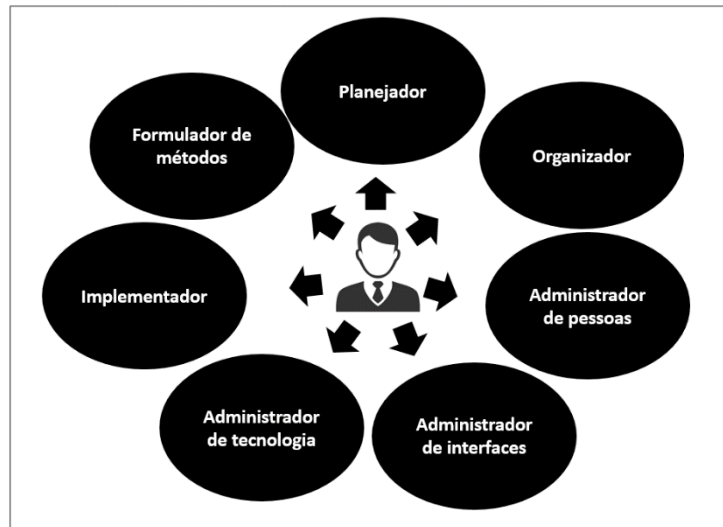 Planejador
Formulador de
métodos
Organizador
Implementador
Administrador
de pessoas
Administrador
de tecnologia
Administrador
de interfaces